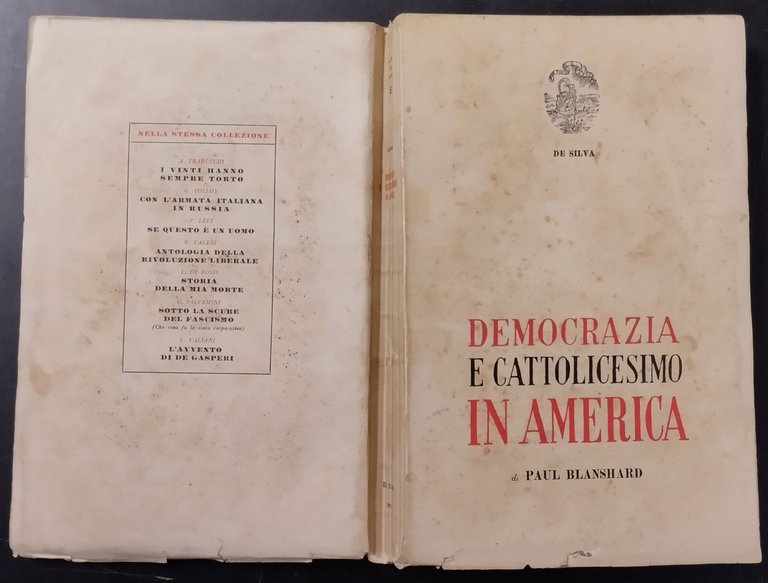 NELLA STESSA COLLEZIONE
A. TRABUCCHI
I VINTI HANNO
SEMPRE TORTO
G. TOLLOY
CON L'ARMATA ITALIANA
IN RUSSIA
P. LEVI
SE QUESTO È UN UOMO
N. VALERI
ANTOLOGIA DELLA
RIVOLUZIONE LIBERALE
L. DE BOSIS
STORIA
DELLA MIA MORTE
G. SALVEMINI
SOTTO LA SCURE
DEL FASCISMO
(Che cosa fu lo stato corporativo)
L. VALIANI
L'AVVENTO
DI DE GASPERI
8
DE SILVA
DEMOCRAZIA
E CATTOLICESIMO
IN AMERICA
di PAUL BLANSHARD